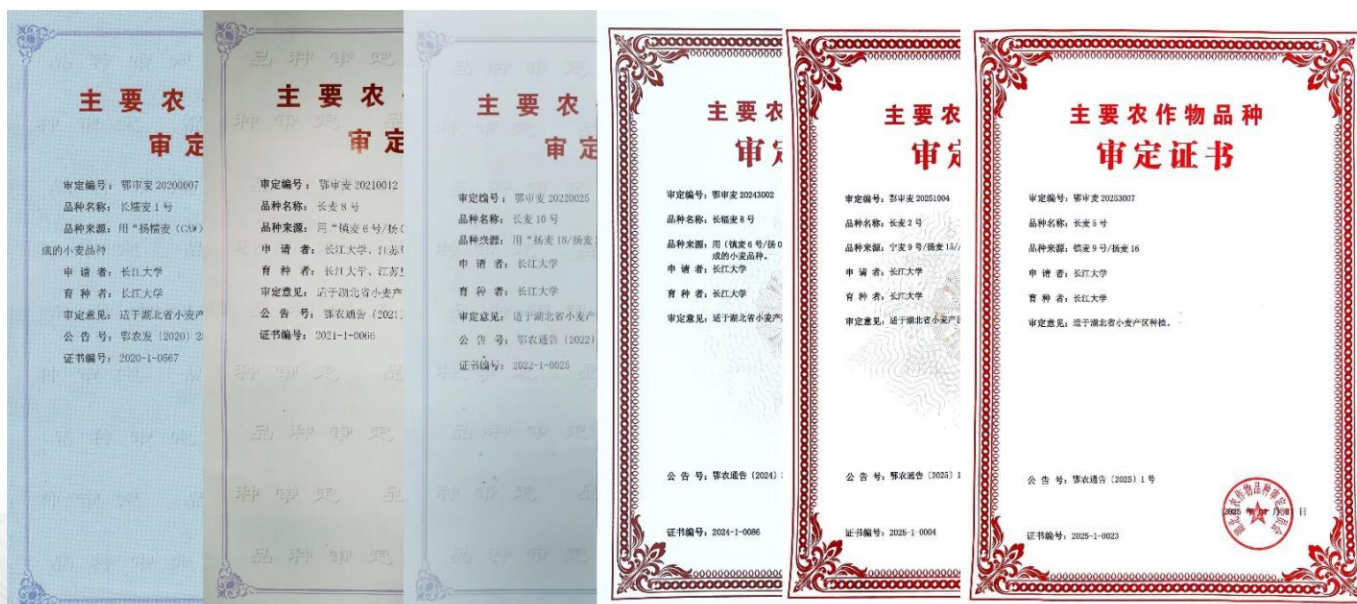 主要农
审定
审定编号：鄂审麦 20200007
品种名称：长糯麦 1 号
品种来源：用"扬糯麦（CAW）
成的小麦品种
申 请 者：长江大学
育 种 者：长江大学
审定意见：适于湖北省小麦产
公 告 号：鄂农发（2020）2
证书编号：2020-1-0567
主要农
审定
审定编号：鄂审麦 20210012
品种名称：长麦 8 号
品种来源：用"镇麦 6 号/扬
申 请 者：长江大学、江苏
育 种 者：长江大学、江苏
审定意见：适于湖北省小麦产
公 告 号：鄂农通告（2021）
证书编号：2021-1-0066
主要农
审定
审定编号：鄂审麦 20220025
品种名称：长麦 10 号
品种来源：用"扬麦 18/扬麦
申 请 者：长江大学
育 种 者：长江大学
审定意见：适于湖北省小麦产
公 告 号：鄂农通告（2022）
证书编号：2022-1-0025
主要农
审定
审定编号：鄂审麦 20243002
品种名称：长辐麦 8 号
品种来源：用（镇麦 6 号/扬 0
成的小麦品种。
申 请 者：长江大学
育 种 者：长江大学
审定意见：适于湖北省小麦产
公 告 号：鄂农通告（2024）
证书编号：2024-1-0086
主要农
审定
审定编号：鄂审麦 20251004
品种名称：长麦 2 号
品种来源：宁麦 9 号/扬麦 15/
申 请 者：长江大学
育 种 者：长江大学
审定意见：适于湖北省小麦产
公 告 号：鄂农通告〔2025〕1
证书编号：2025-1-0004
主要农作物品种
审定证书
审定编号：鄂审麦 20253007
品种名称：长麦 5 号
品种来源：镇麦 9 号/扬麦 16
申 请 者：长江大学
育 种 者：长江大学
审定意见：适于湖北省小麦产区种植。
公 告 号：鄂农通告〔2025〕1 号
证书编号：2025-1-0023